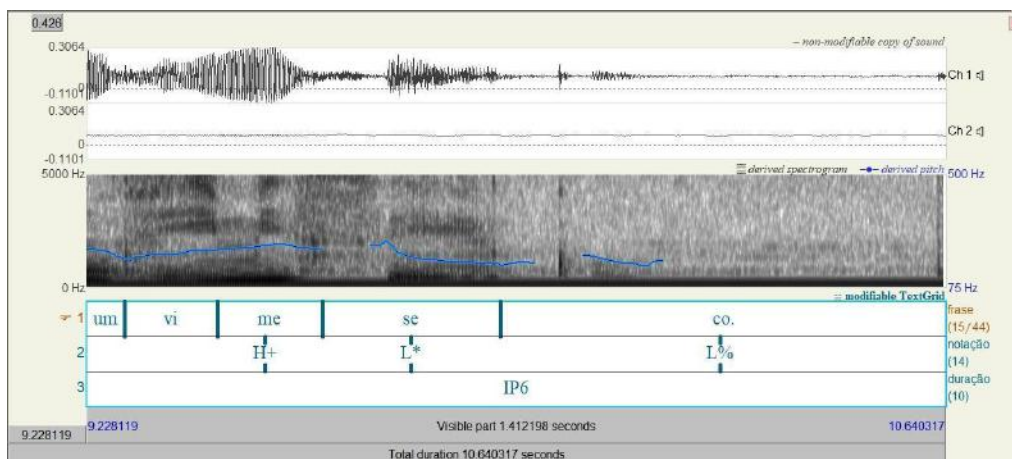 0.426
0.3064
– non-modifiable copy of sound
-0.1101
0
Ch 1
0.3064
0
Ch 2
-0.1101
5000 Hz
derived spectrogram
derived pitch
500 Hz
0 Hz
75 Hz
modifiable TextGrid
1 um vi me se co. frase (15/44)
2 H+ L* L% notação (14)
3 IP6 duração (10)
9.228119 9.228119 Visible part 1.412198 seconds 10.640317
Total duration 10.640317 seconds